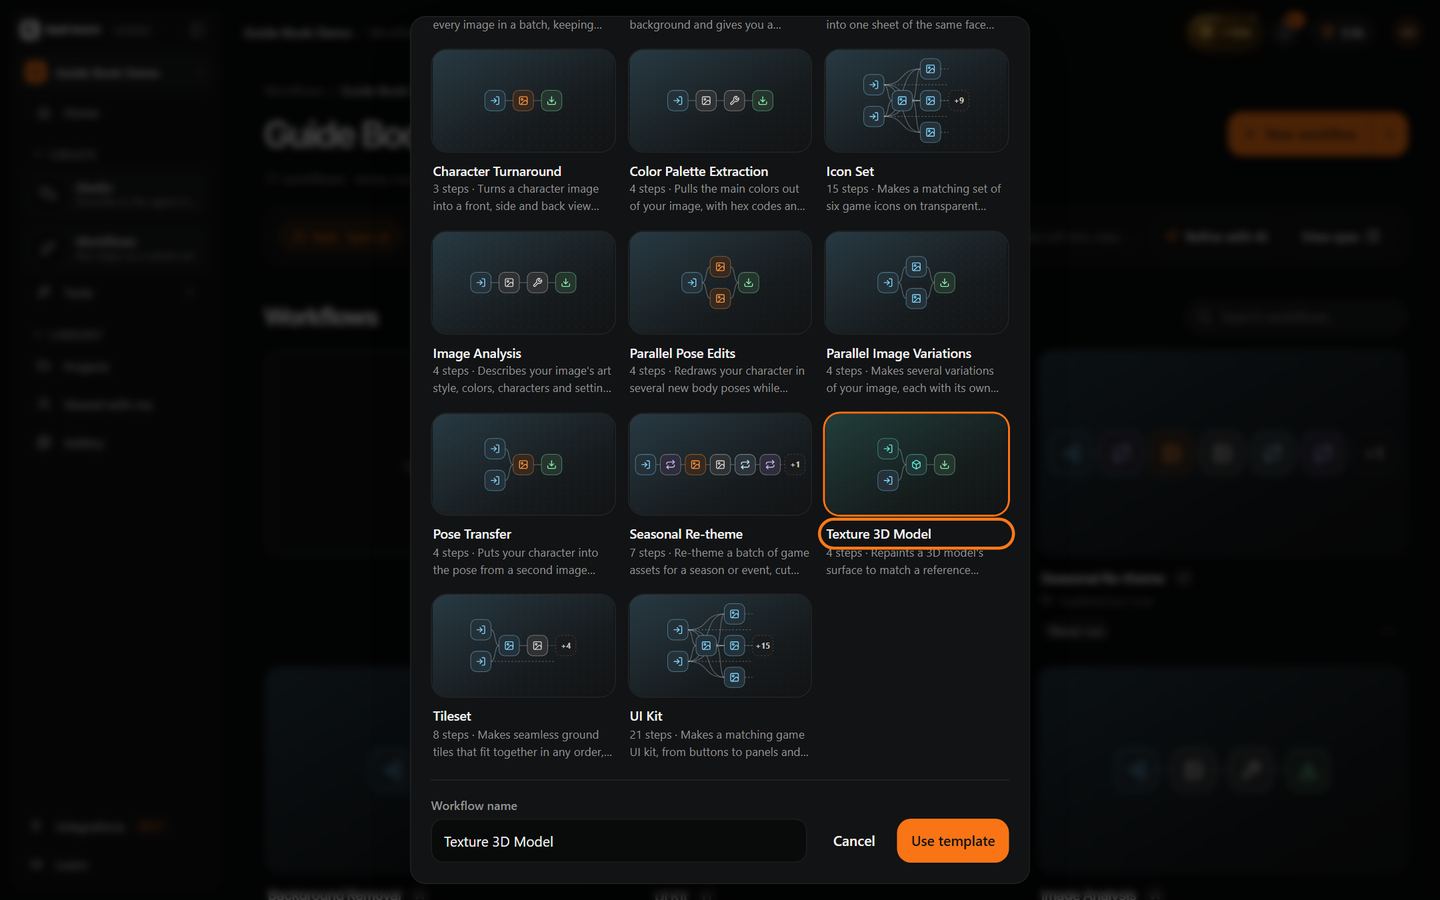 every image in a batch, keeping...
background and gives you a...
into one sheet of the same face...
+9
Character Turnaround
3 steps · Turns a character image
into a front, side and back view...
Color Palette Extraction
4 steps · Pulls the main colors out
of your image, with hex codes an...
Icon Set
15 steps · Makes a matching set of
six game icons on transparent...
Image Analysis
4 steps · Describes your image's art
style, colors, characters and settin...
Parallel Pose Edits
4 steps · Redraws your character in
several new body poses while...
Parallel Image Variations
4 steps · Makes several variations
of your image, each with its own...
+1
Pose Transfer
4 steps · Puts your character into
the pose from a second image...
Seasonal Re-theme
7 steps · Re-theme a batch of game
assets for a season or event, cut...
Texture 3D Model
4 steps · Repaints a 3D model's
surface to match a reference...
+4
+15
Tileset
8 steps · Makes seamless ground
tiles that fit together in any order,...
UI Kit
21 steps · Makes a matching game
UI kit, from buttons to panels and...
Workflow name
Texture 3D Model
Cancel
Use template
Guide Boo
Workflows